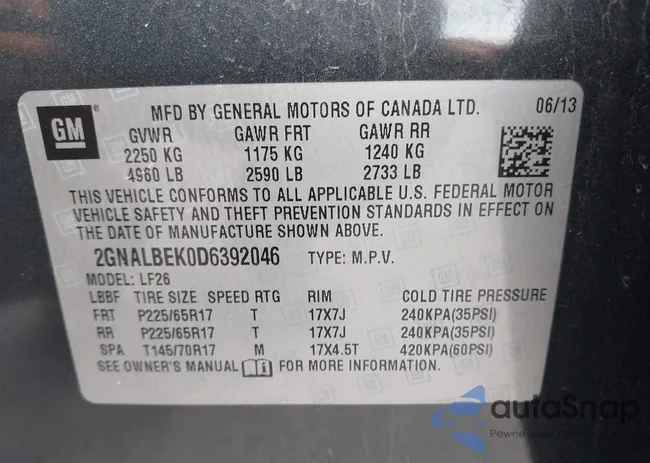 GM
MFD BY GENERAL MOTORS OF CANADA LTD. 06/13
GVWR GAWR FRT GAWR RR
2250 KG 1175 KG 1240 KG
4960 LB 2590 LB 2733 LB
THIS VEHICLE CONFORMS TO ALL APPLICABLE U.S. FEDERAL MOTOR
VEHICLE SAFETY AND THEFT PREVENTION STANDARDS IN EFFECT ON
THE DATE OF MANUFACTURE SHOWN ABOVE.
2GNALBEK0D6392046 TYPE: M.P.V.
MODEL: LF26
LBBF TIRE SIZE SPEED RTG RIM COLD TIRE PRESSURE
FRT P225/65R17 T 17X7J 240KPA(35PSI)
RR P225/65R17 T 17X7J 240KPA(35PSI)
SPA T145/70R17 M 17X4.5T 420KPA(60PSI)
SEE OWNER'S MANUAL i FOR MORE INFORMATION.
autoSnap